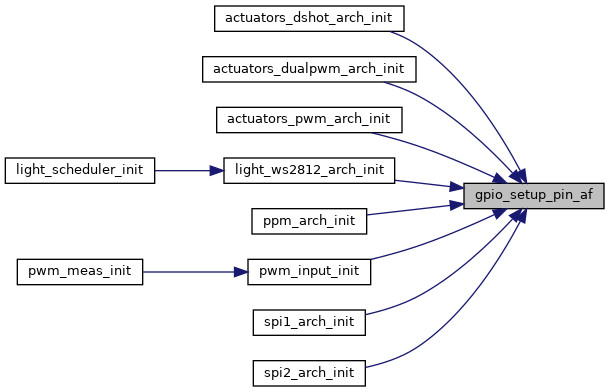 actuators_dshot_arch_init
actuators_dualpwm_arch_init
actuators_pwm_arch_init
light_scheduler_init
light_ws2812_arch_init
gpio_setup_pin_af
ppm_arch_init
pwm_meas_init
pwm_input_init
spi1_arch_init
spi2_arch_init